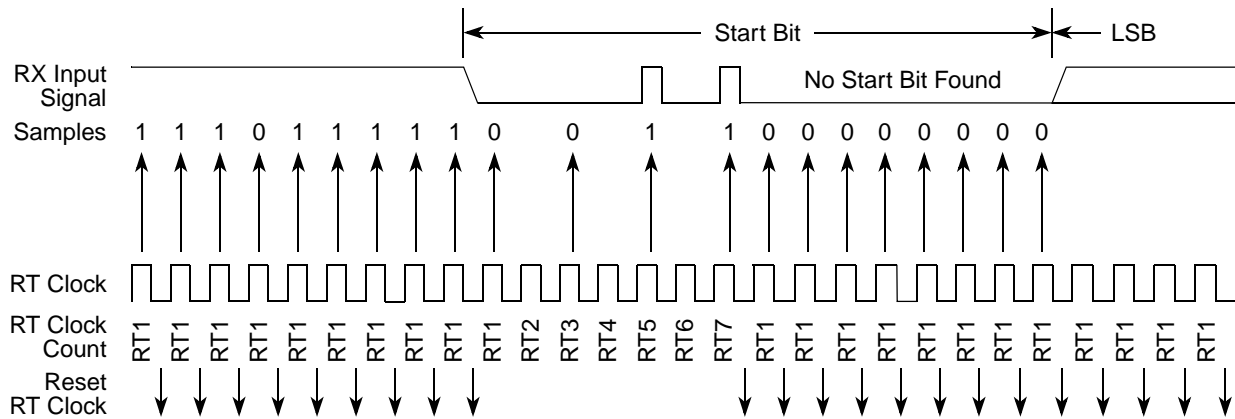 Start Bit
LSB
RX Input
Signal
No Start Bit Found
Samples 1 1 1 0 1 1 1 1 1 0 0 1 1 0 0 0 0 0 0 0 0
RT Clock
RT Clock
Count
RT1 RT1 RT1 RT1 RT1 RT1 RT1 RT1 RT1 RT1 RT2 RT3 RT4 RT5 RT6 RT7 RT1 RT1 RT1 RT1 RT1 RT1 RT1 RT1 RT1 RT1 RT1 RT1
Reset
RT Clock